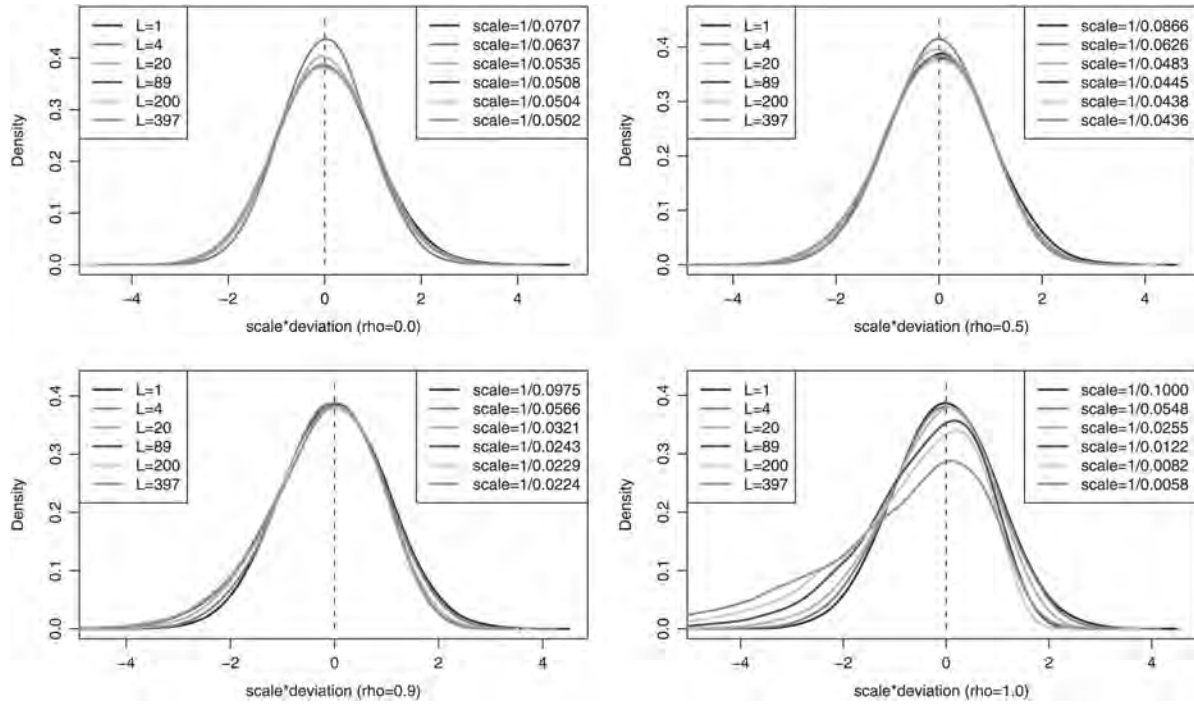 L=1
L=4
L=20
L=89
L=200
L=397
scale=1/0.0707
scale=1/0.0637
scale=1/0.0535
scale=1/0.0508
scale=1/0.0504
scale=1/0.0502
Density
0.0
0.1
0.2
0.3
0.4
−4
−2
0
2
4
scale*deviation (rho=0.0)
L=1
L=4
L=20
L=89
L=200
L=397
scale=1/0.0866
scale=1/0.0626
scale=1/0.0483
scale=1/0.0445
scale=1/0.0438
scale=1/0.0436
Density
0.0
0.1
0.2
0.3
0.4
−4
−2
0
2
4
scale*deviation (rho=0.5)
L=1
L=4
L=20
L=89
L=200
L=397
scale=1/0.0975
scale=1/0.0566
scale=1/0.0321
scale=1/0.0243
scale=1/0.0229
scale=1/0.0224
Density
0.0
0.1
0.2
0.3
0.4
−4
−2
0
2
4
scale*deviation (rho=0.9)
L=1
L=4
L=20
L=89
L=200
L=397
scale=1/0.1000
scale=1/0.0548
scale=1/0.0255
scale=1/0.0122
scale=1/0.0082
scale=1/0.0058
Density
0.0
0.1
0.2
0.3
0.4
−4
−2
0
2
4
scale*deviation (rho=1.0)